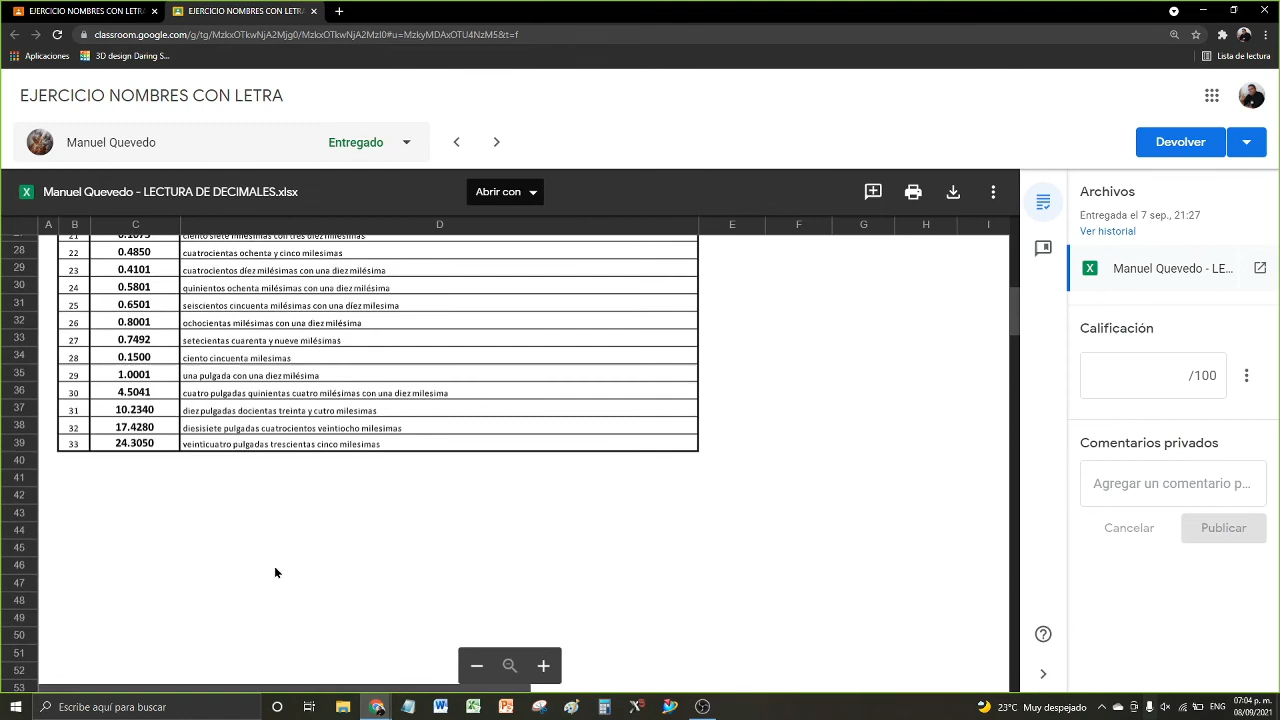 EJERCICIO NOMBRES CON LETRA
EJERCICIO NOMBRES CON LETRA
classroom.google.com/g/tg/MzkxOTkwNjA2Mjg0/MzkxOTkwNjA2MzI0#u=MzkyMDAxOTU4NzM5&t=f
Aplicaciones
3D design Daring S...
Lista de lectura
EJERCICIO NOMBRES CON LETRA
Manuel Quevedo
Entregado
Devolver
Manuel Quevedo - LECTURA DE DECIMALES.xlsx
Abrir con
A B C D E F G H I
28 22 0.4850 cuatrocientas ochenta y cinco milesimas
29 23 0.4101 cuatrocientos díez milésimas con una diez milésima
30 24 0.5801 quinientos ochenta milésimas con una diez milésima
31 25 0.6501 seiscientos cincuenta milésimas con una díez milesima
32 26 0.8001 ochocientas milésimas con una diez milésima
33 27 0.7492 setecientas cuarenta y nueve milésimas
34 28 0.1500 ciento cincuenta milesimas
35 29 1.0001 una pulgada con una diez milésima
36 30 4.5041 cuatro pulgadas quinientas cuatro milésimas con una diez milesima
37 31 10.2340 diez pulgadas docientas treinta y cutro milesimas
38 32 17.4280 diesisiete pulgadas cuatrocientos veintiocho milesimas
39 33 24.3050 veinticuatro pulgadas trescientas cinco milesimas
40
41
42
43
44
45
46
47
48
49
50
51
52
53
Archivos
Entregada el 7 sep., 21:27
Ver historial
Manuel Quevedo - LE...
Calificación
/100
Comentarios privados
Agregar un comentario p...
Cancelar
Publicar
Escribe aquí para buscar
23°C Muy despejado
ENG
07:04 p. m.
09/09/2021